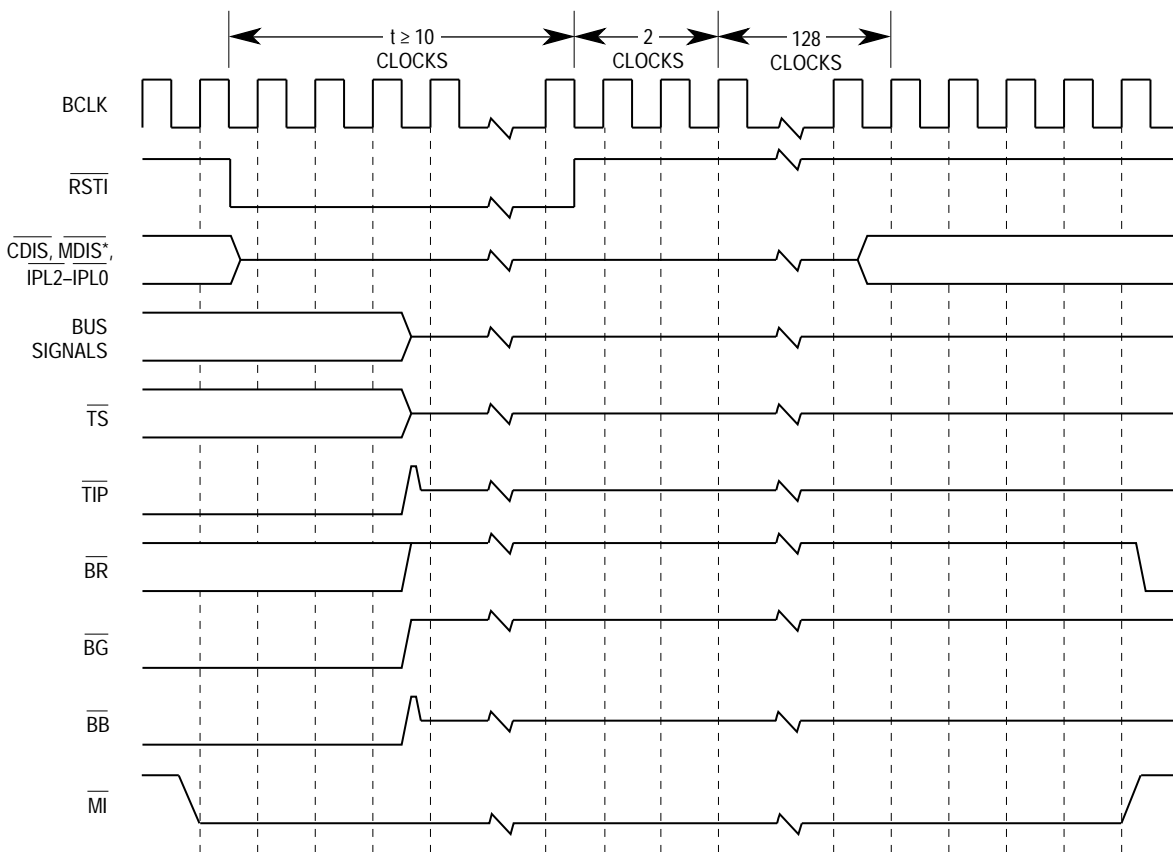 t ≥ 10
CLOCKS
2
CLOCKS
128
CLOCKS
BCLK
RSTI
CDIS, MDIS*,
IPL2–IPL0
BUS
SIGNALS
TS
TIP
BR
BG
BB
MI